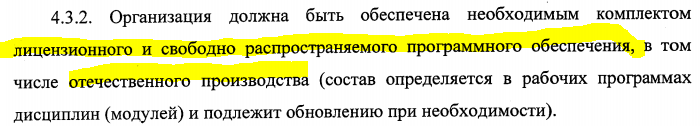 4.3.2. Организация должна быть обеспечена необходимым комплектом
лицензионного и свободно распространяемого программного обеспечения, в том
числе отечественного производства (состав определяется в рабочих программах
дисциплин (модулей) и подлежит обновлению при необходимости).